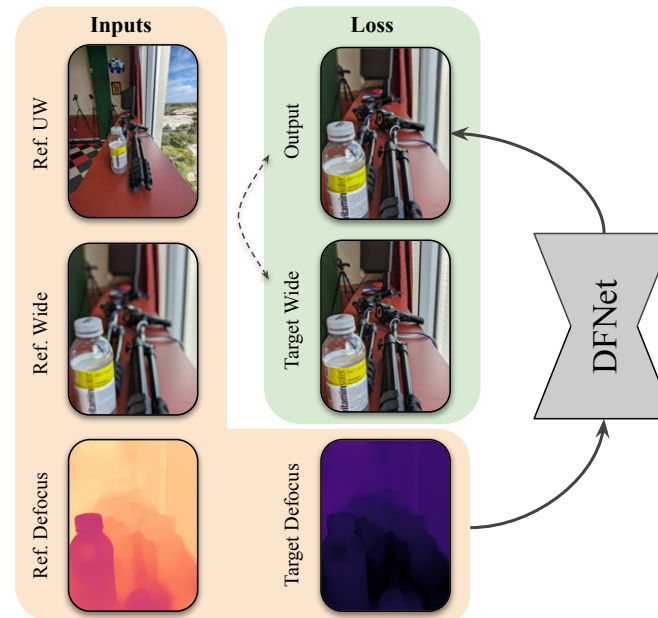 Inputs
Loss
Ref. UW
Output
Ref. Wide
Target Wide
DFNet
Ref. Defocus
Target Defocus